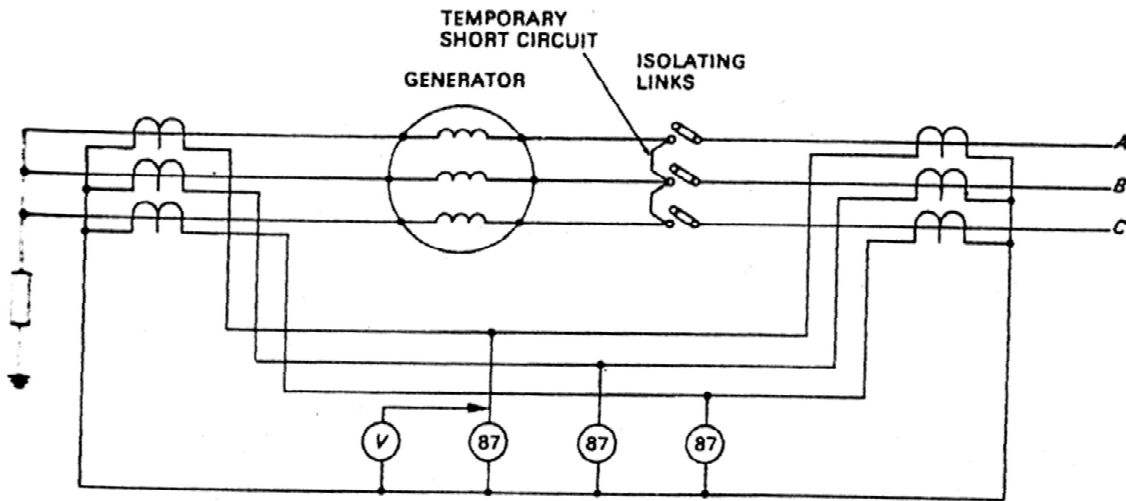 TEMPORARY
SHORT CIRCUIT
ISOLATING
LINKS
GENERATOR
A
B
C
V
87
87
87